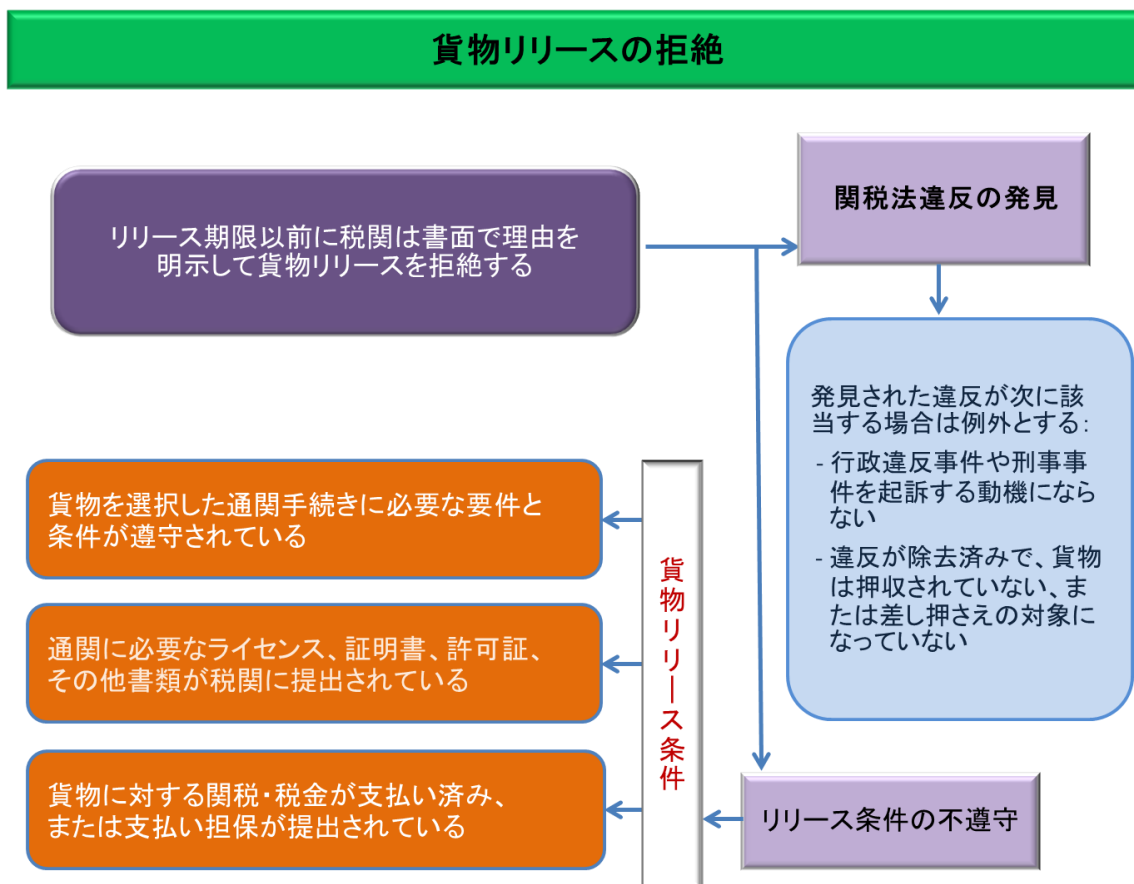 貨物リリースの拒絶
リリース期限以前に税関は書面で理由を
明示して貨物リリースを拒絶する
関税法違反の発見
発見された違反が次に該
当する場合は例外とする：
- 行政違反事件や刑事事
件を起訴する動機になら
ない
- 違反が除去済みで、貨物
は押収されていない、ま
たは差し押さえの対象に
なっていない
リリース条件の不遵守
貨物リリース条件
貨物を選択した通関手続きに必要な要件と
条件が遵守されている
通関に必要なライセンス、証明書、許可証、
その他書類が税関に提出されている
貨物に対する関税・税金が支払い済み、
または支払い担保が提出されている